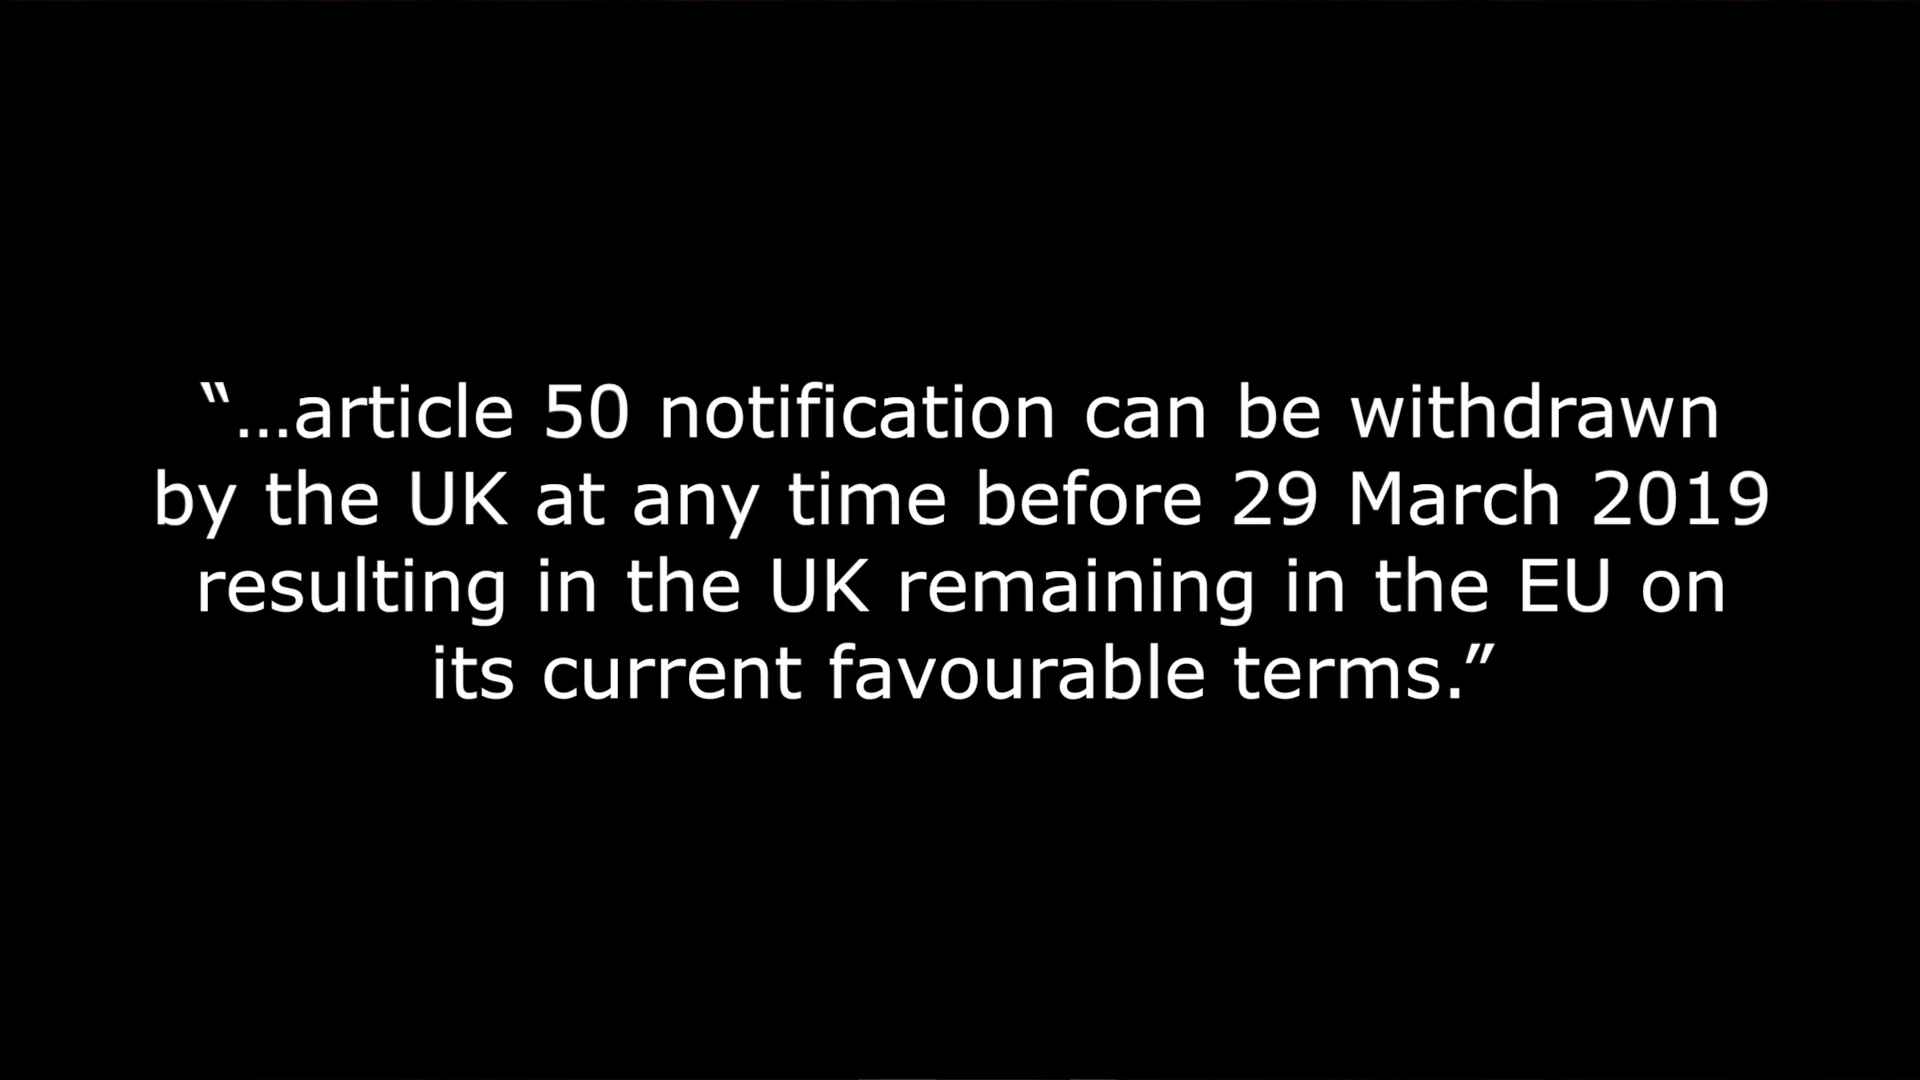 “…article 50 notification can be withdrawn
by the UK at any time before 29 March 2019
resulting in the UK remaining in the EU on
its current favourable terms.”